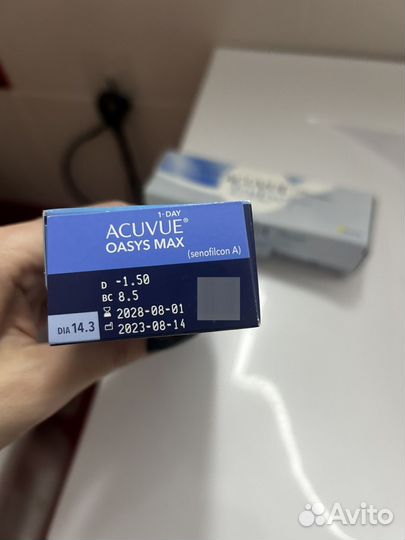 1-DAY
ACUVUE®
OASYS MAX
(senofilcon A)
D -1.50
BC 8.5
2028-08-01
DIA 14.3
2023-08-14
ACUVUE
Avito